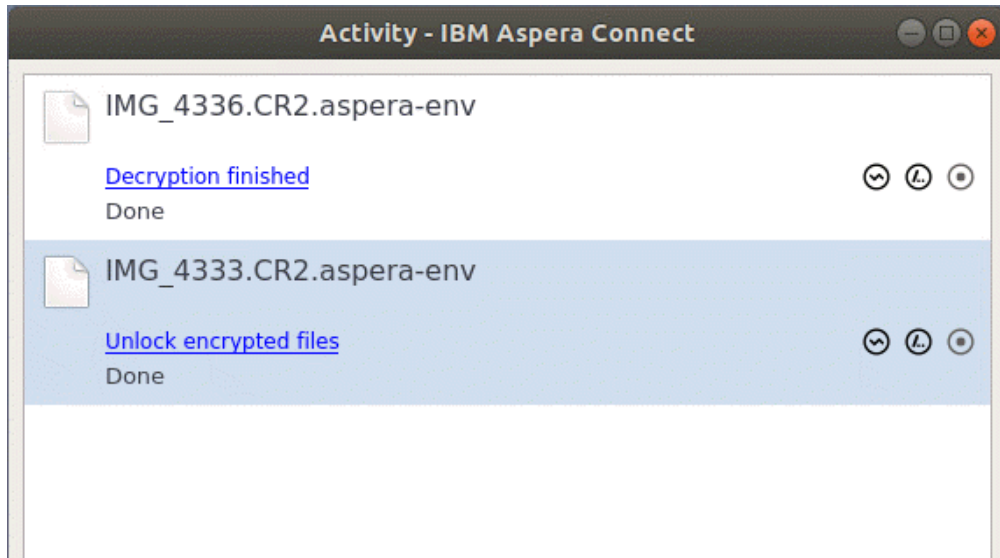 Activity - IBM Aspera Connect
IMG_4336.CR2.aspera-env
Decryption finished
Done
IMG_4333.CR2.aspera-env
Unlock encrypted files
Done